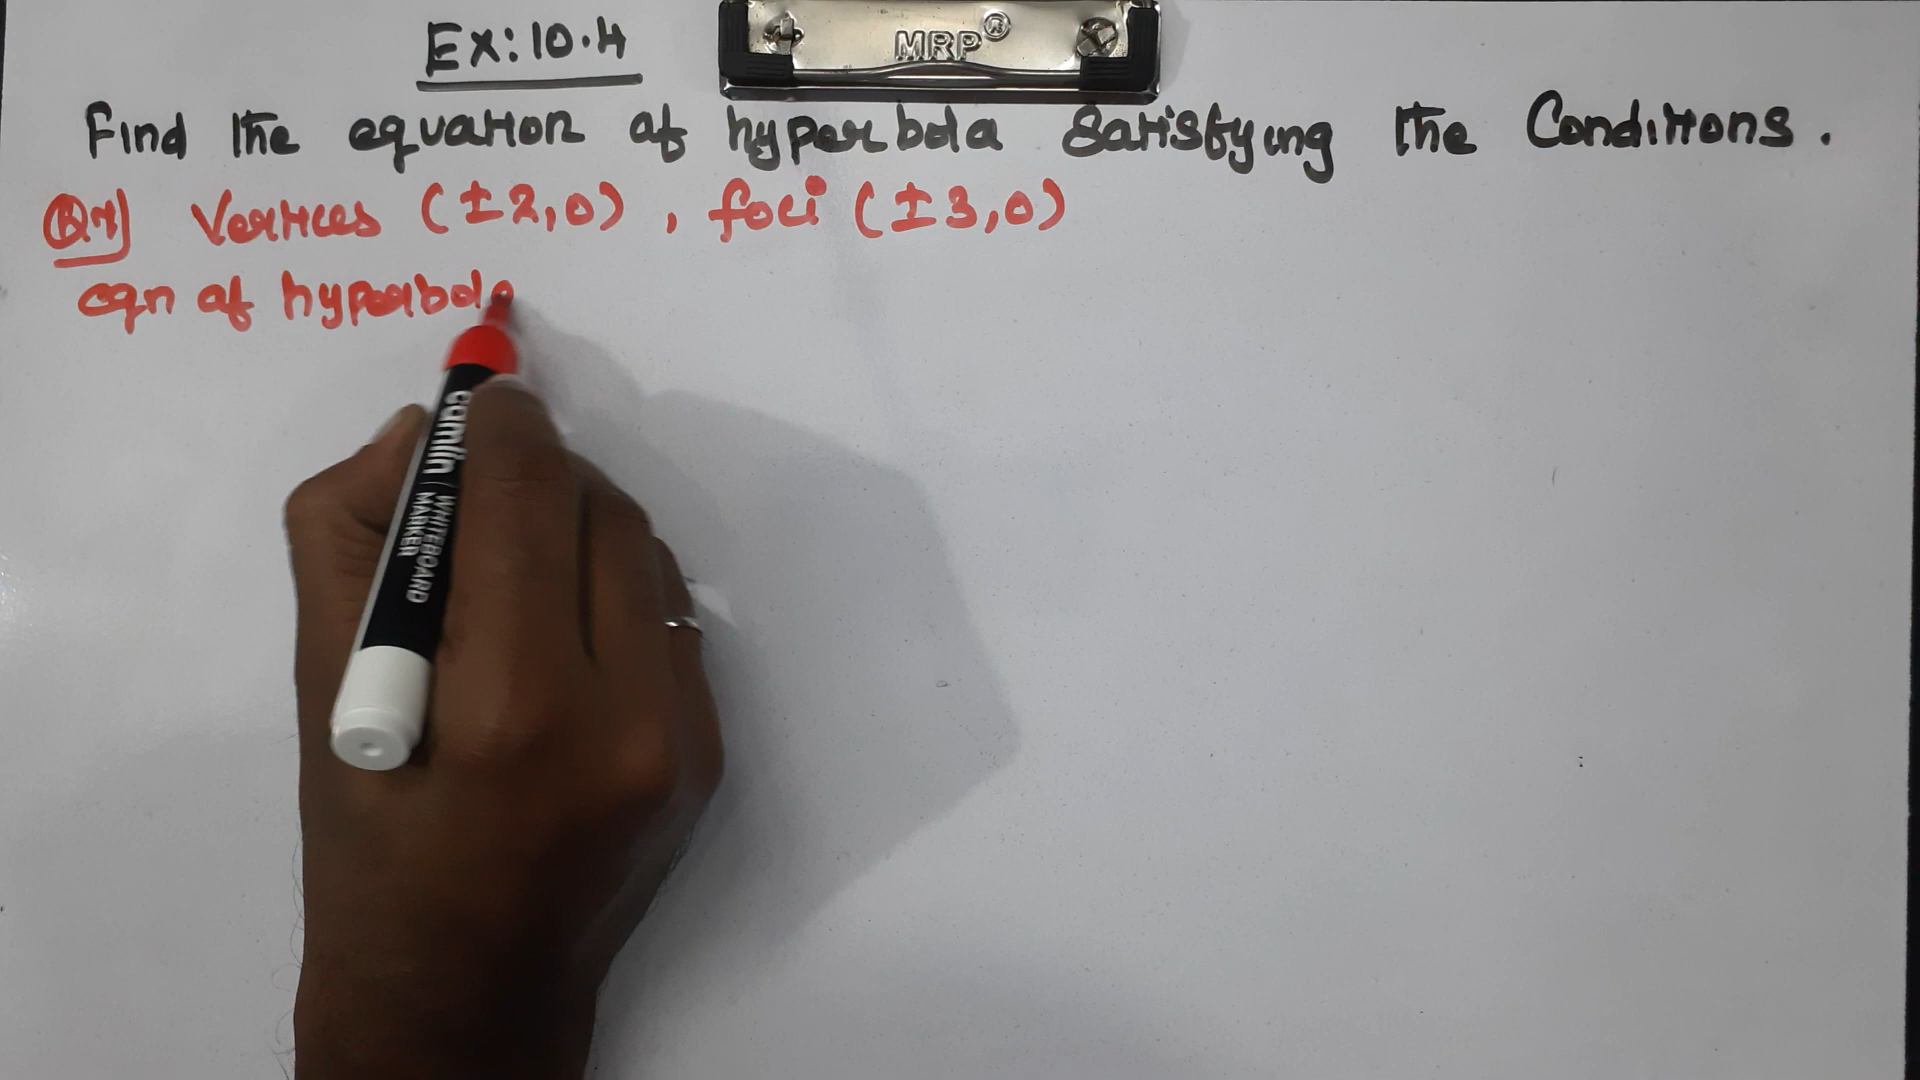 Ex: 10.4
MRP®
Find the equation of hyperbola Satisfying the Conditions.
Q7) Vertices (±2,0), foci (±3,0)
eqn of hyperbola
camlin WHITEBOARD MARKER